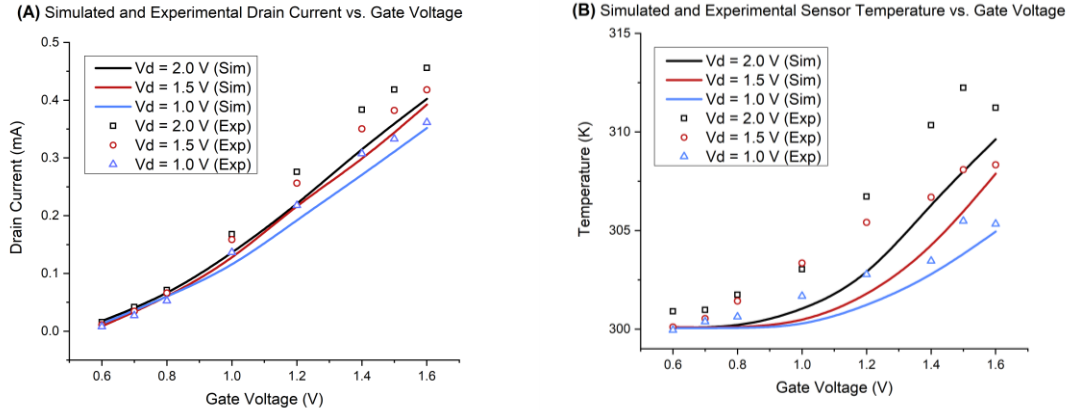 (A) Simulated and Experimental Drain Current vs. Gate Voltage
0.5
0.4
0.3
0.2
0.1
0.0
Drain Current (mA)
Vd = 2.0 V (Sim)
Vd = 1.5 V (Sim)
Vd = 1.0 V (Sim)
Vd = 2.0 V (Exp)
Vd = 1.5 V (Exp)
Vd = 1.0 V (Exp)
0.6 0.8 1.0 1.2 1.4 1.6
Gate Voltage (V)
(B) Simulated and Experimental Sensor Temperature vs. Gate Voltage
315
310
305
300
Temperature (K)
Vd = 2.0 V (Sim)
Vd = 1.5 V (Sim)
Vd = 1.0 V (Sim)
Vd = 2.0 V (Exp)
Vd = 1.5 V (Exp)
Vd = 1.0 V (Exp)
0.6 0.8 1.0 1.2 1.4 1.6
Gate Voltage (V)